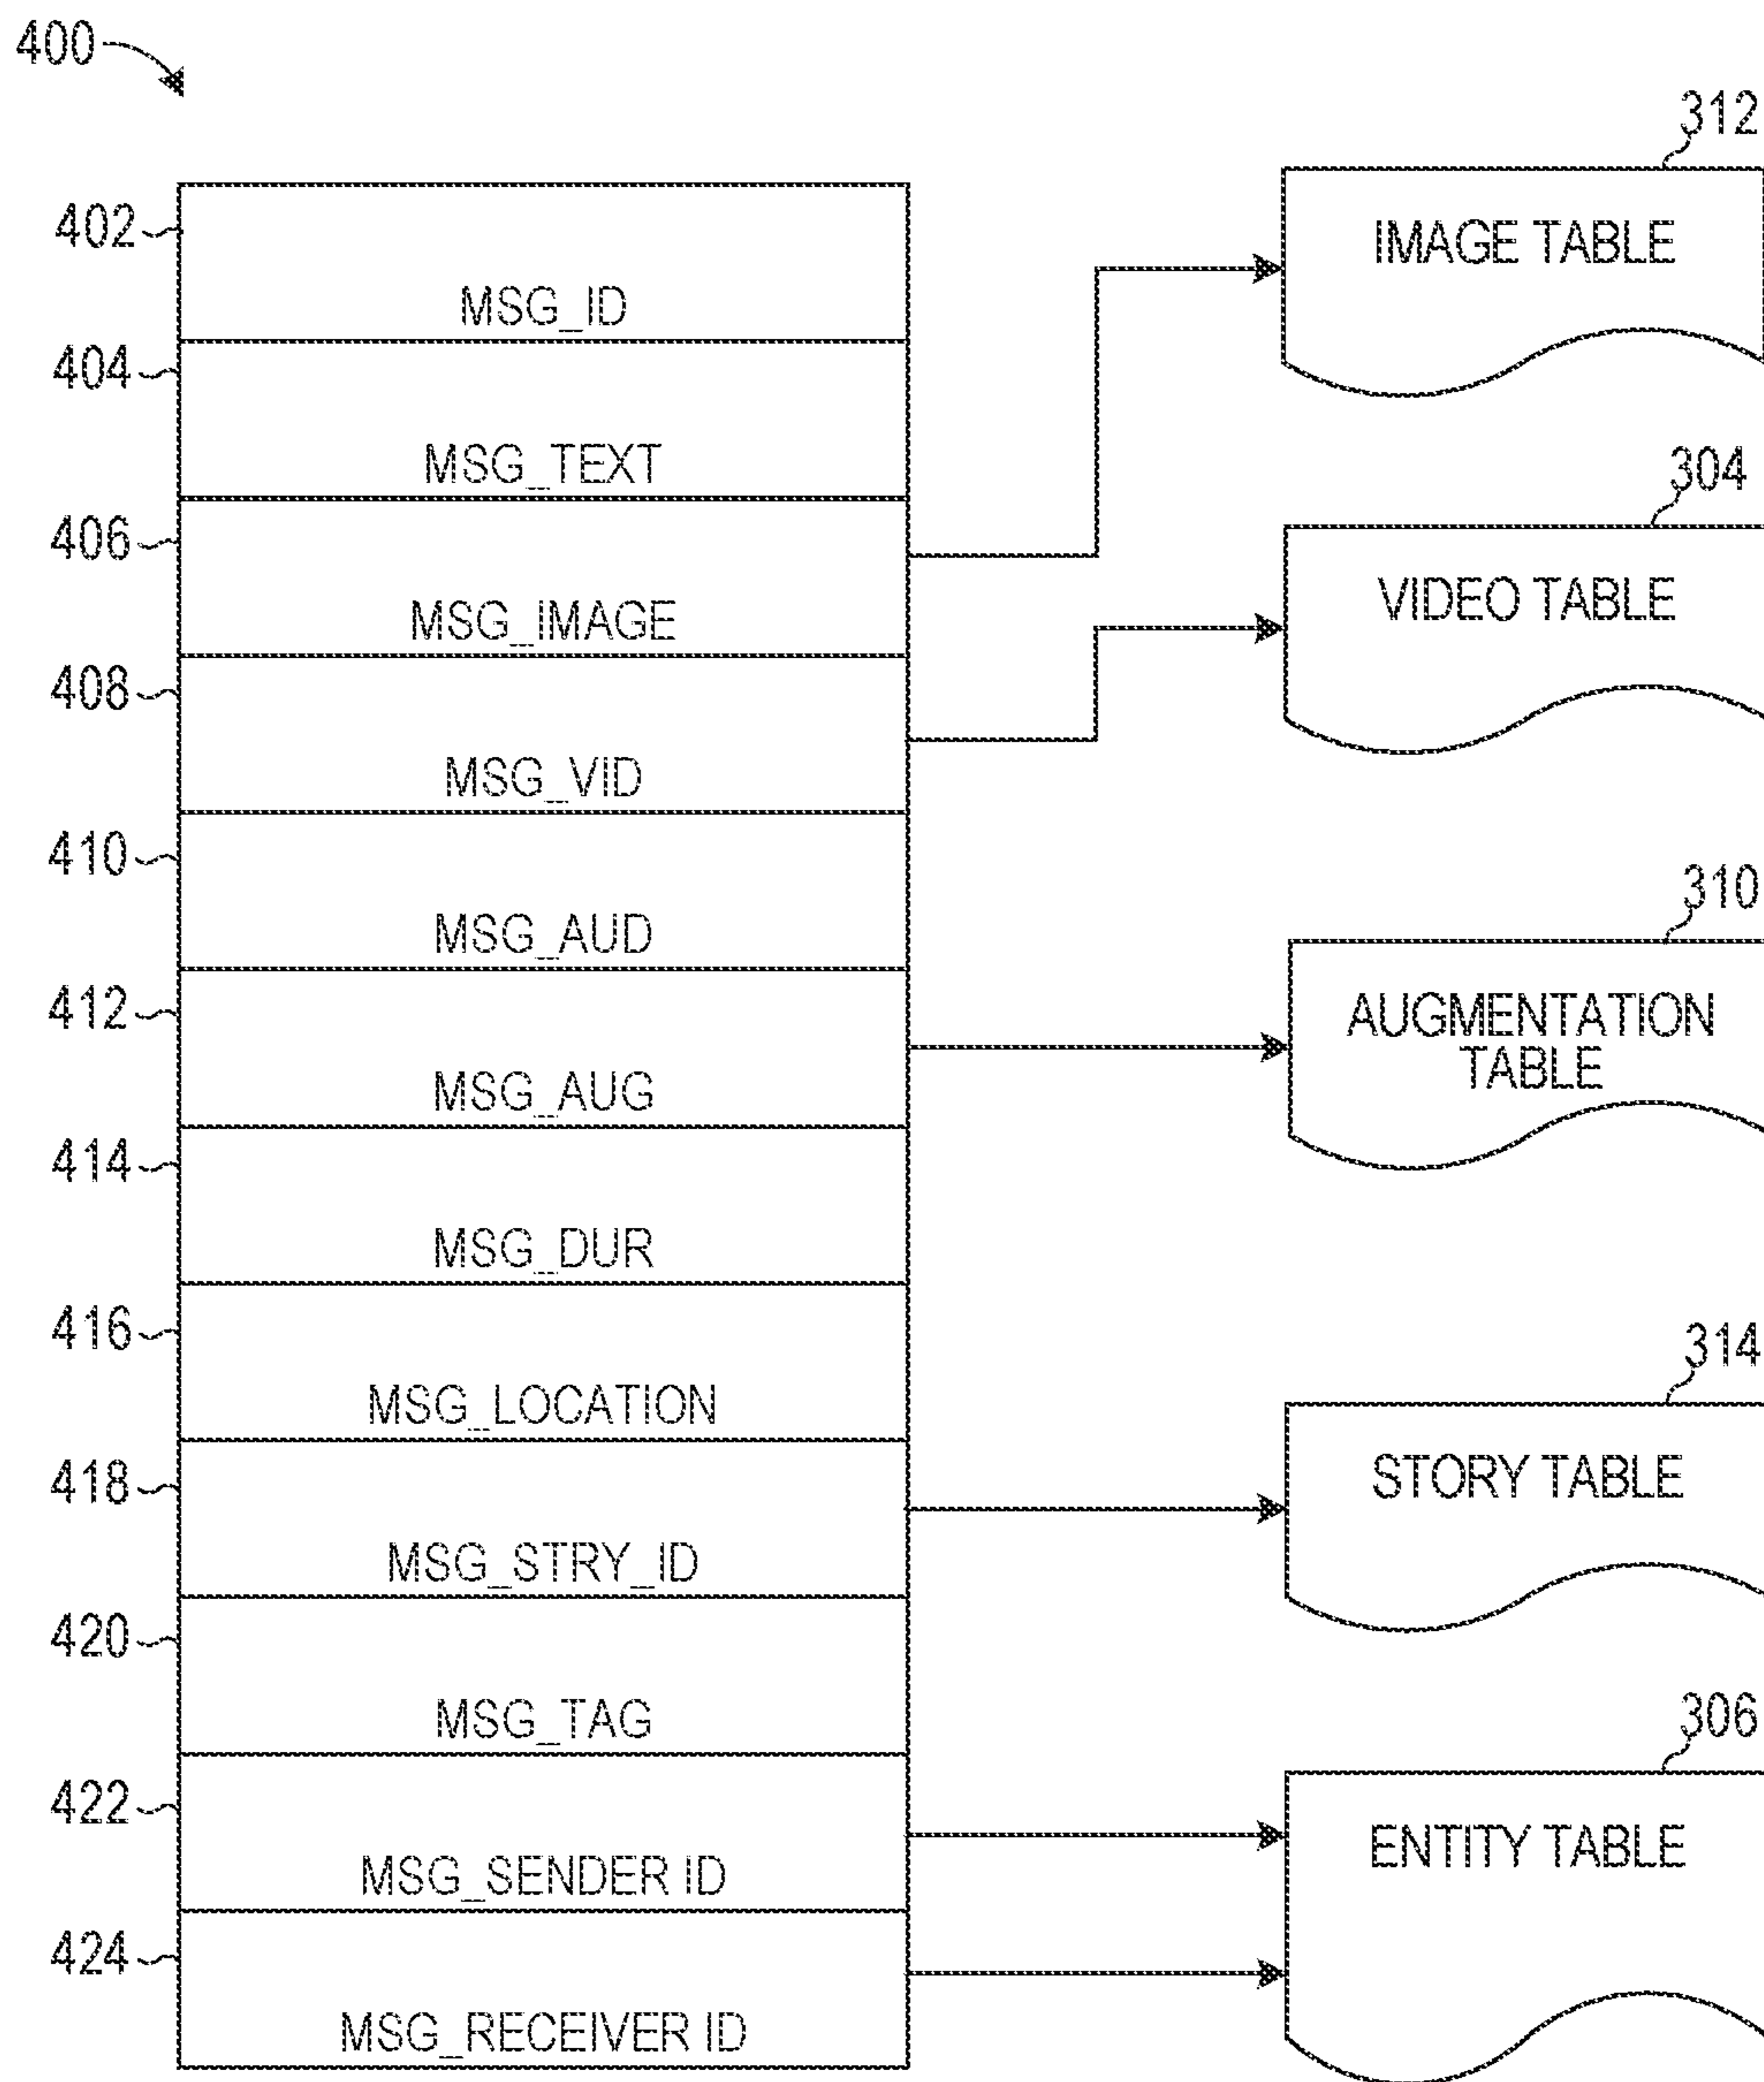 400
312
402
IMAGE TABLE
MSG_ID
404
MSG_TEXT
304
406
VIDEO TABLE
MSG_IMAGE
408
MSG_VID
410
310
MSG_AUD
412
AUGMENTATION
TABLE
MSG_AUG
414
MSG_DUR
416
314
MSG_LOCATION
418
STORY TABLE
MSG_STRY_ID
420
MSG_TAG
306
422
ENTITY TABLE
MSG_SENDER ID
424
MSG_RECEIVER ID